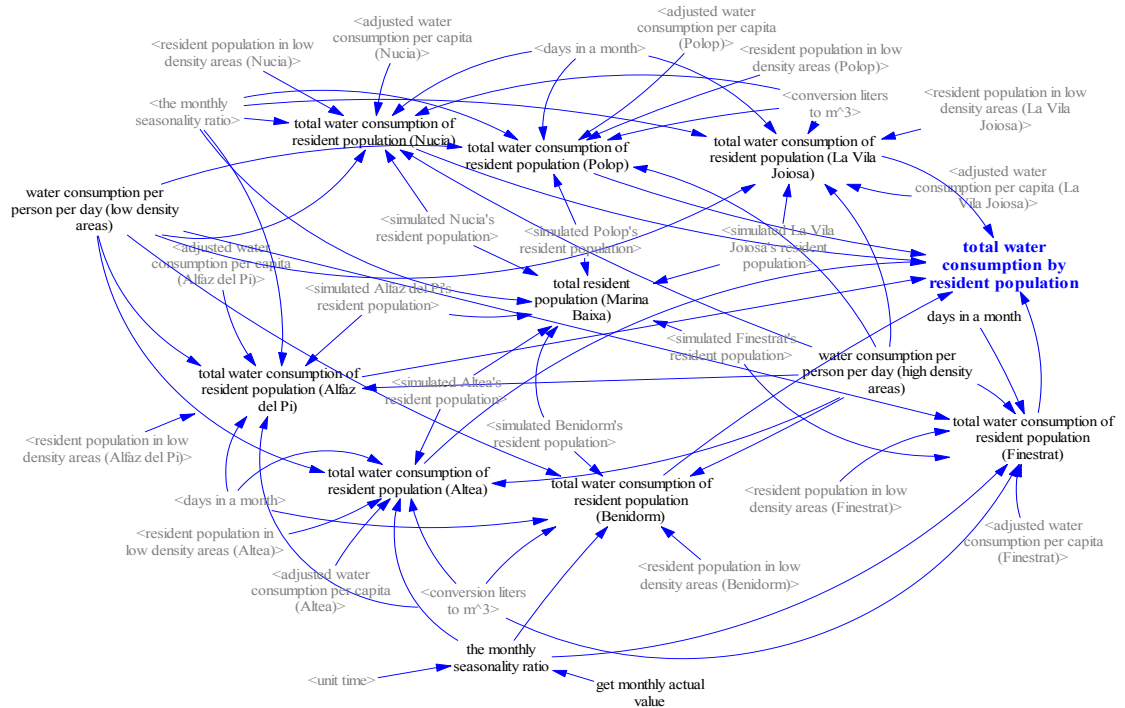 <adjusted water
consumption per capita
(Polop)>
<adjusted water
consumption per capita
(Nucia)>
<resident population in low
density areas (Nucia)>
<days in a month>
<resident population in low
density areas (Polop)>
<the monthly
seasonality ratio>
<conversion liters
to m^3>
<resident population in low
density areas (La Vila
Joiosa)>
total water consumption of
resident population (Nucia)
total water consumption of
resident population (Polop)
total water consumption of
resident population (La Vila
Joiosa)
<adjusted water
consumption per capita (La
Vila Joiosa)>
water consumption per
person per day (low density
areas)
<simulated Nucia's
resident population>
<simulated Polop's
resident population>
<simulated La Vila
Joiosa's resident
population>
<adjusted water
consumption per capita
(Alfaz del Pi)>
total water
consumption by
resident population
<simulated Alfaz del Pi's
resident population>
total resident
population (Marina
Baixa)
days in a month
<simulated Finestrat's
resident population>
water consumption per
person per day (high density
areas)
total water consumption of
resident population (Alfaz
del Pi)
<simulated Altea's
resident population>
<simulated Benidorm's
resident population>
total water consumption of
resident population
(Finestrat)
<resident population in low
density areas (Alfaz del Pi)>
total water consumption of
resident population (Altea)
total water consumption of
resident population
(Benidorm)
<resident population in low
density areas (Finestrat)>
<days in a month>
<resident population in
low density areas (Altea)>
<adjusted water
consumption per capita
(Finestrat)>
<adjusted water
consumption per capita
(Altea)>
<conversion liters
to m^3>
<resident population in low
density areas (Benidorm)>
the monthly
seasonality ratio
<unit time>
get monthly actual
value